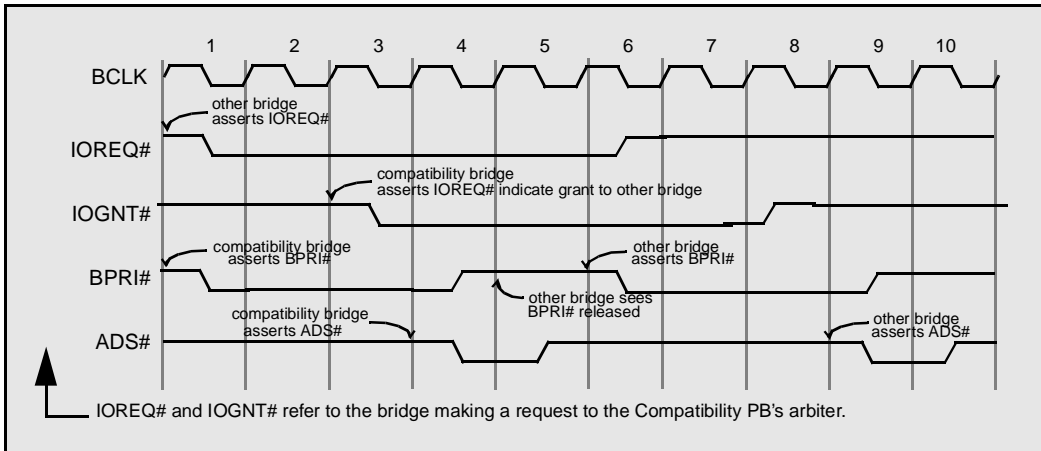 1 2 3 4 5 6 7 8 9 10
BCLK
other bridge
asserts IOREQ#
IOREQ#
compatibility bridge
asserts IOREQ# indicate grant to other bridge
IOGNT#
compatibility bridge
asserts BPRI#
other bridge
asserts BPRI#
BPRI#
other bridge sees
BPRI# released
compatibility bridge
asserts ADS#
other bridge
asserts ADS#
ADS#
IOREQ# and IOGNT# refer to the bridge making a request to the Compatibility PB's arbiter.